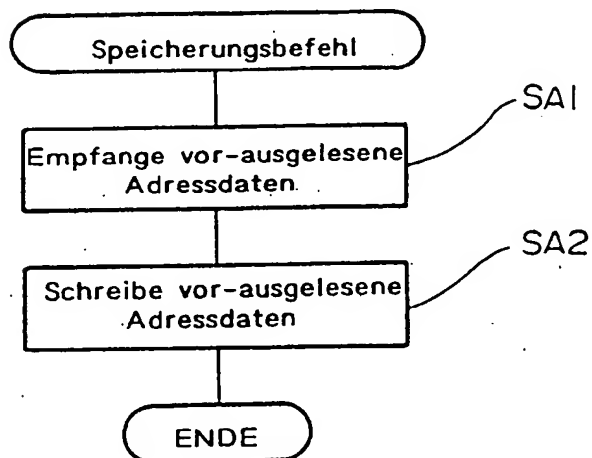 Speicherungsbefehl
SA1
Empfange vor-ausgelesene
Adressdaten
SA2
Schreibe vor-ausgelesene
Adressdaten
ENDE